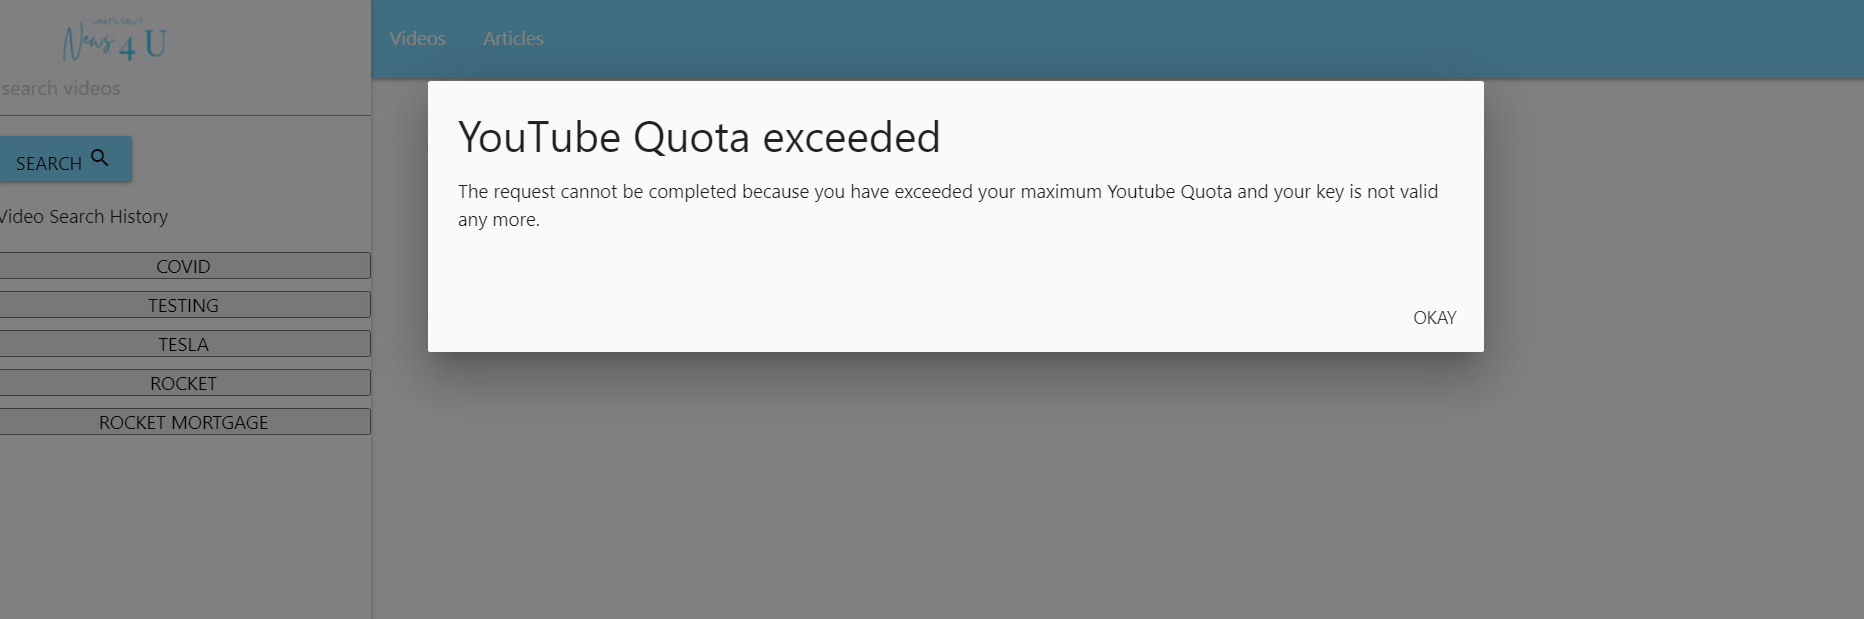 WHAT'S NEW?
News 4 U
search videos
SEARCH
Video Search History
COVID
TESTING
TESLA
ROCKET
ROCKET MORTGAGE
Videos
Articles
YouTube Quota exceeded
The request cannot be completed because you have exceeded your maximum Youtube Quota and your key is not valid
any more.
OKAY